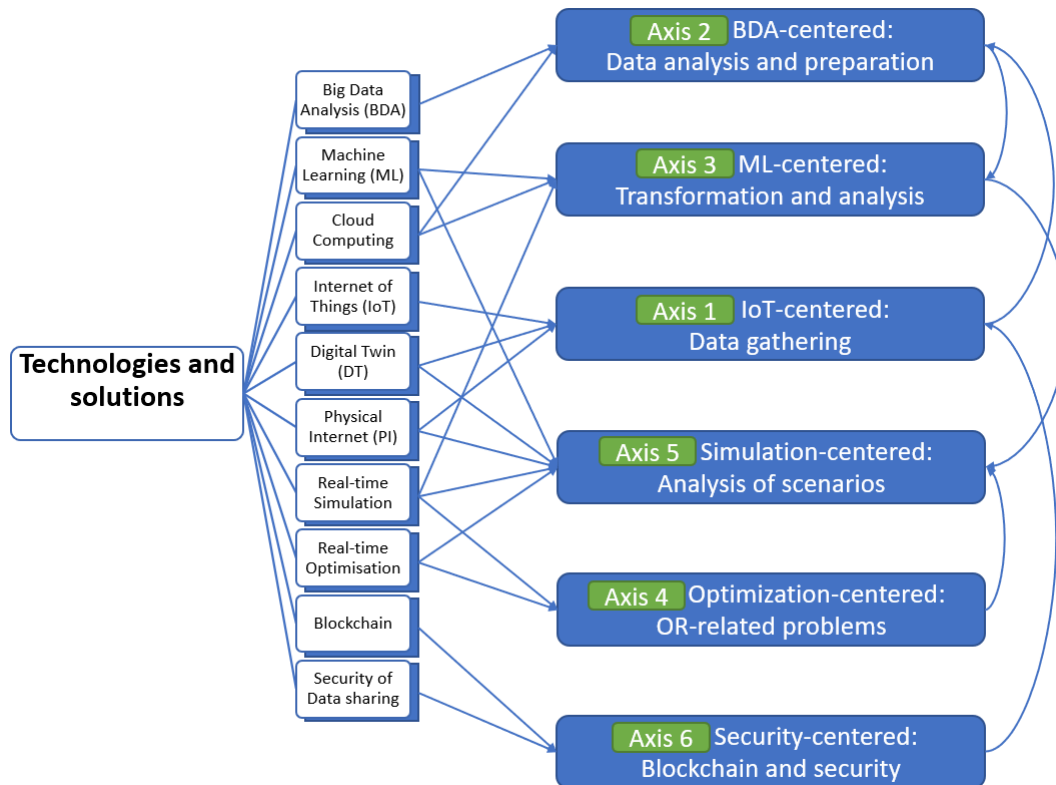 Technologies and
solutions
Big Data
Analysis (BDA)
Machine
Learning (ML)
Cloud
Computing
Internet of
Things (IoT)
Digital Twin
(DT)
Physical
Internet (PI)
Real-time
Simulation
Real-time
Optimisation
Blockchain
Security of
Data sharing
Axis 2 BDA-centered:
Data analysis and preparation
Axis 3 ML-centered:
Transformation and analysis
Axis 1 IoT-centered:
Data gathering
Axis 5 Simulation-centered:
Analysis of scenarios
Axis 4 Optimization-centered:
OR-related problems
Axis 6 Security-centered:
Blockchain and security